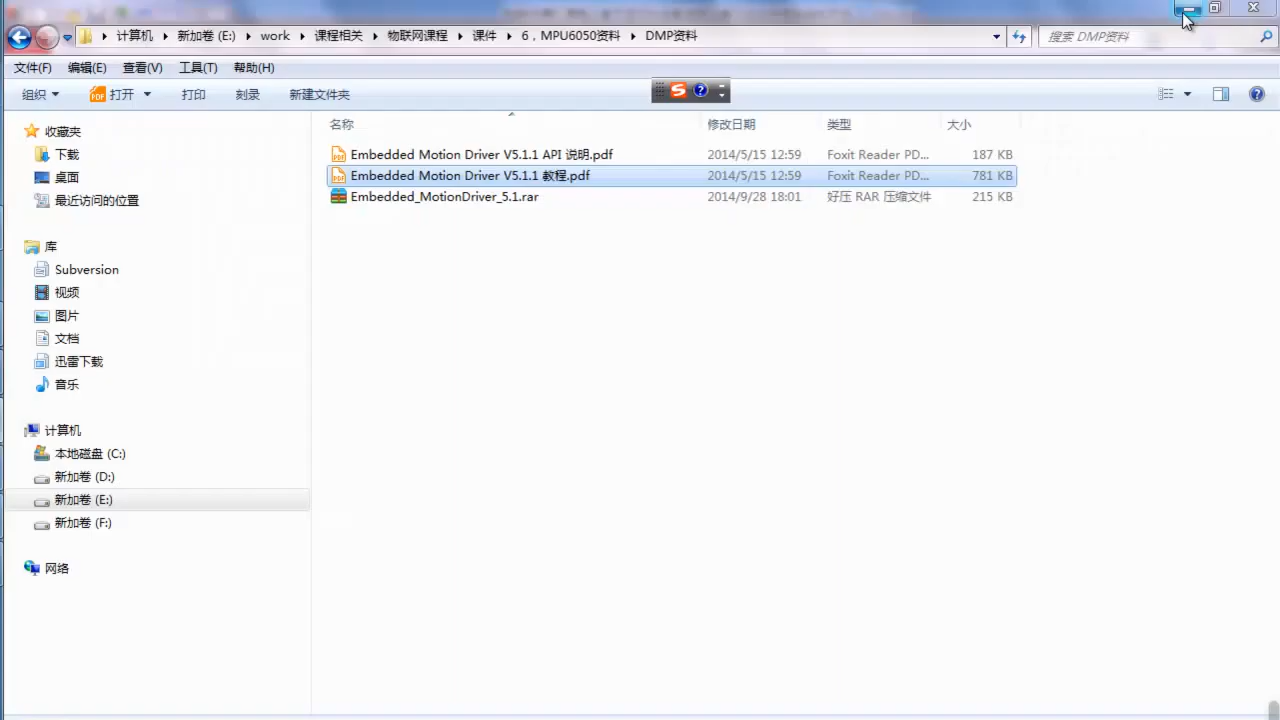 计算机 新加卷 (E:) work 课程相关 物联网课程 课件 6，MPU6050资料 DMP资料 搜索 DMP资料
文件(F) 编辑(E) 查看(V) 工具(T) 帮助(H)
组织 打开 打印 刻录 新建文件夹
名称 修改日期 类型 大小
Embedded Motion Driver V5.1.1 API 说明.pdf 2014/5/15 12:59 Foxit Reader PD... 187 KB
Embedded Motion Driver V5.1.1 教程.pdf 2014/5/15 12:59 Foxit Reader PD... 781 KB
Embedded_MotionDriver_5.1.rar 2014/9/28 18:01 好压 RAR 压缩文件 215 KB
收藏夹
下载
桌面
最近访问的位置
库
Subversion
视频
图片
文档
迅雷下载
音乐
计算机
本地磁盘 (C:)
新加卷 (D:)
新加卷 (E:)
新加卷 (F:)
网络